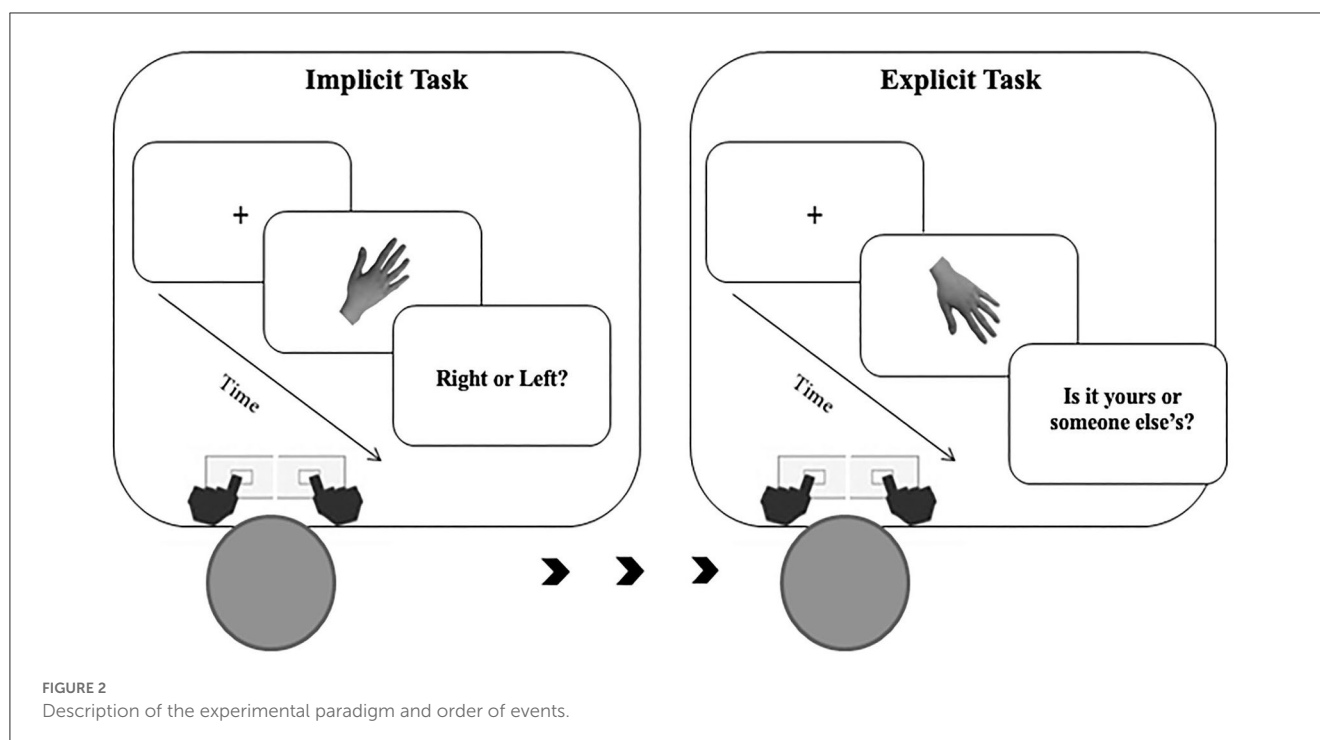 Implicit Task
+
Right or Left?
Time
Explicit Task
+
Is it yours or
someone else's?
Time
FIGURE 2
Description of the experimental paradigm and order of events.